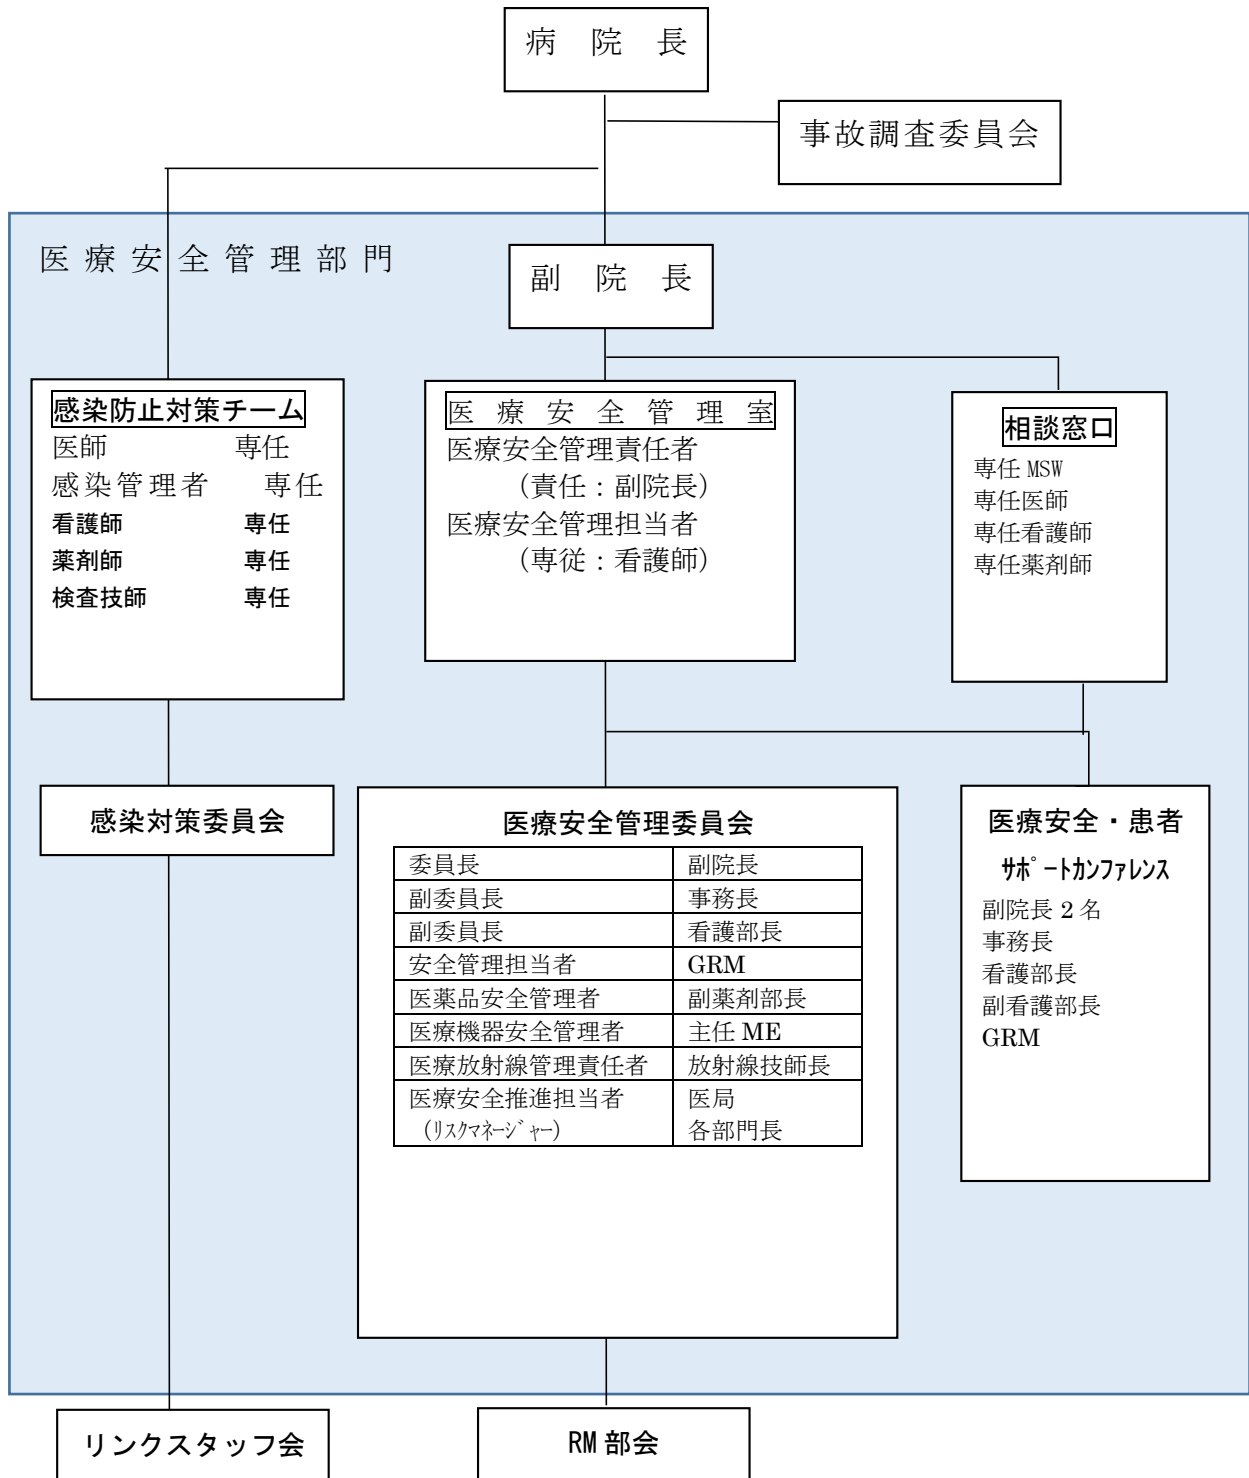 病院長
事故調査委員会
医療安全管理部門
副院長
感染防止対策チーム
医師 専任
感染管理者 専任
看護師 専任
薬剤師 専任
検査技師 専任
医療安全管理室
医療安全管理責任者
（責任：副院長）
医療安全管理担当者
（専従：看護師）
相談窓口
専任 MSW
専任医師
専任看護師
専任薬剤師
感染対策委員会
医療安全管理委員会
委員長 副院長
副委員長 事務長
副委員長 看護部長
安全管理担当者 GRM
医薬品安全管理者 副薬剤部長
医療機器安全管理者 主任 ME
医療放射線管理責任者 放射線技師長
医療安全推進担当者 医局
（ﾘｽｸﾏﾈｰｼﾞｬｰ） 各部門長
医療安全・患者
ｻﾎﾟｰﾄｶﾝﾌｧﾚﾝｽ
副院長 2 名
事務長
看護部長
副看護部長
GRM
リンクスタッフ会
RM 部会